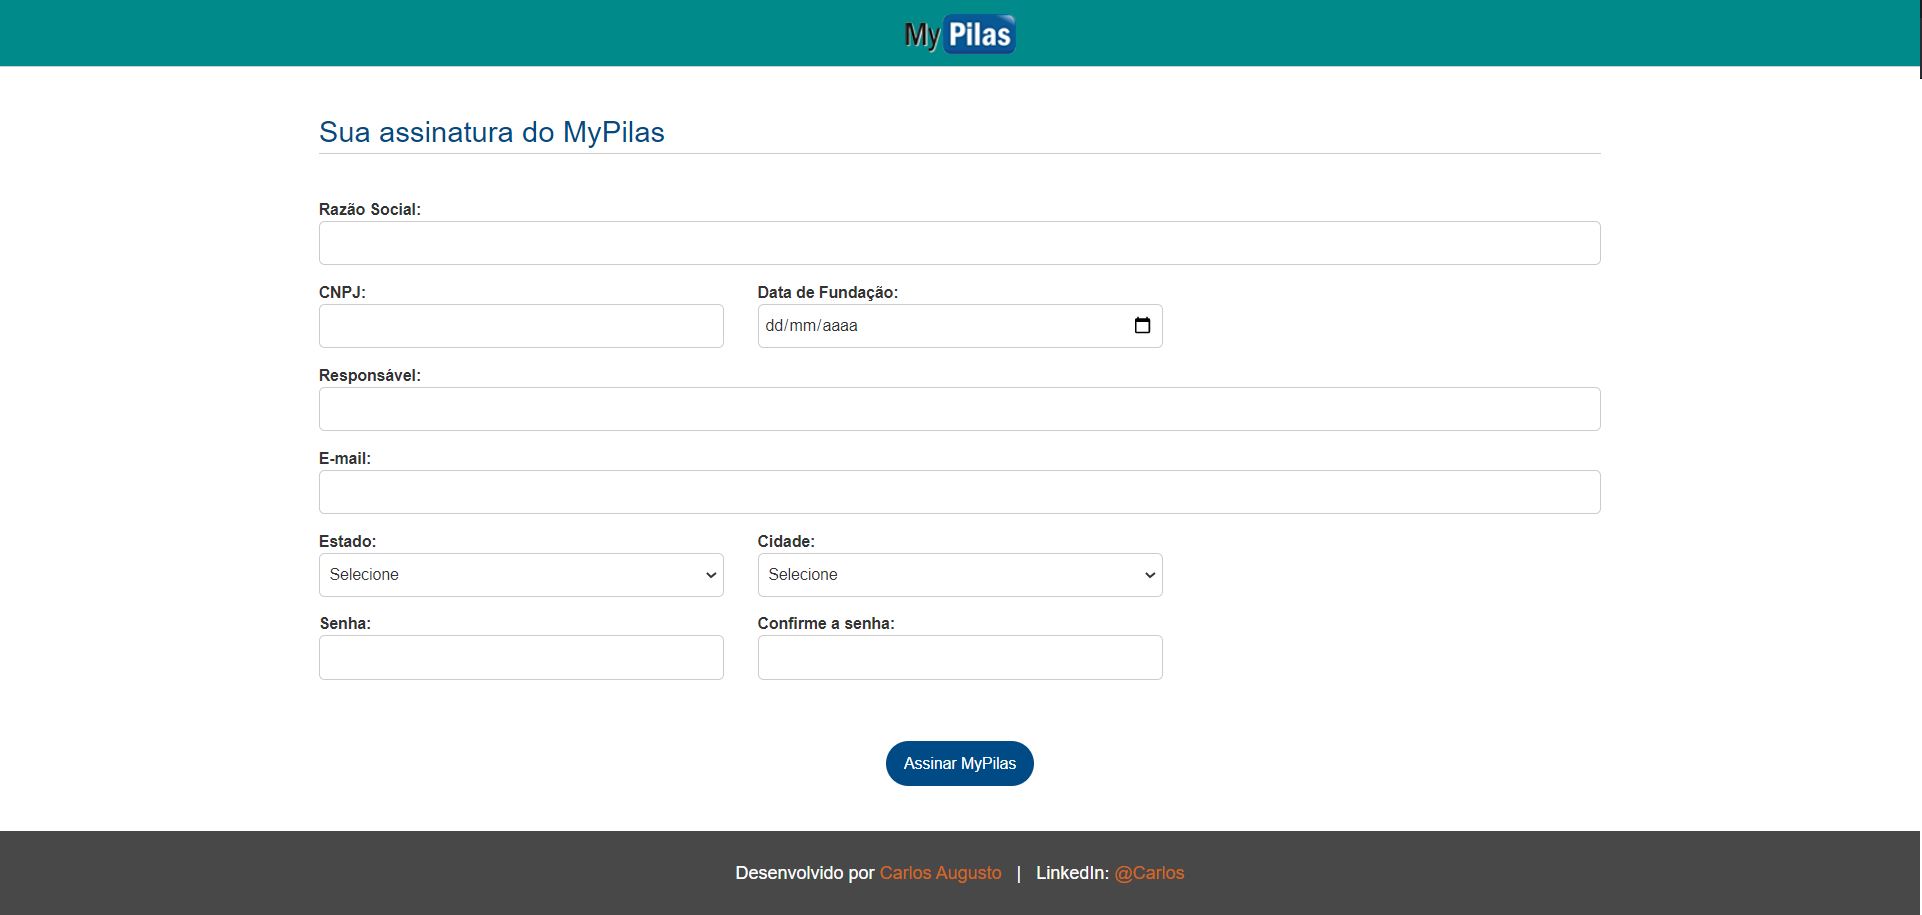 My Pilas
Sua assinatura do MyPilas
Razão Social:
CNPJ: Data de Fundação:
dd/mm/aaaa
Responsável:
E-mail:
Estado: Cidade:
Selecione Selecione
Senha: Confirme a senha:
Assinar MyPilas
Desenvolvido por Carlos Augusto | LinkedIn: @Carlos